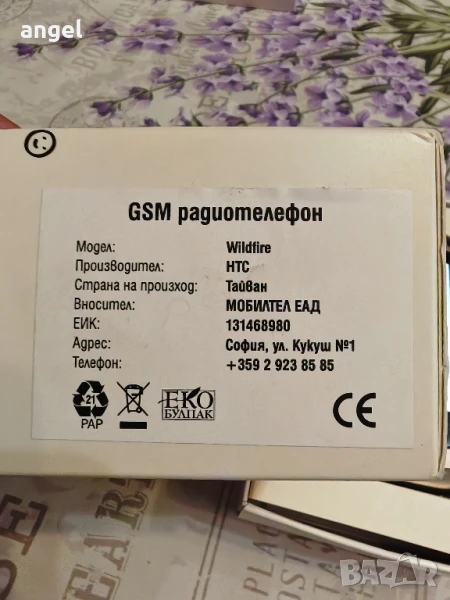 angel
GSM радиотелефон
Модел: Wildfire
Производител: HTC
Страна на произход: Тайван
Вносител: МОБИЛТЕЛ ЕАД
ЕИК: 131468980
Адрес: София, ул. Кукуш №1
Телефон: +359 2 923 85 85
21
PAP
ЕКО
БУЛПАК
CE
BAZAR